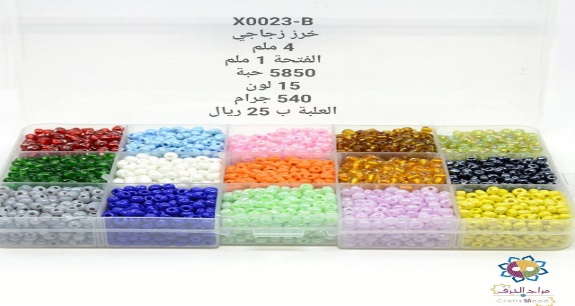 X0023-B
خرز زجاجي
4 ملم
الفتحة 1 ملم
5850 حبة
15 لون
540 جرام
العلبة ب 25 ريال